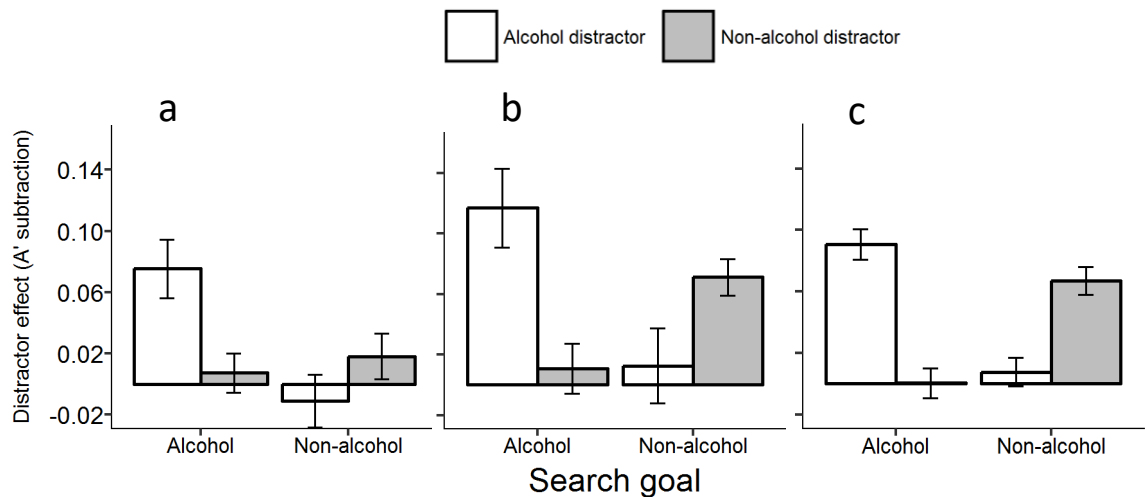 Alcohol distractor
Non-alcohol distractor
a
b
c
Distractor effect (A' subtraction)
0.14
0.10
0.06
0.02
-0.02
Alcohol
Non-alcohol
Alcohol
Non-alcohol
Alcohol
Non-alcohol
Search goal